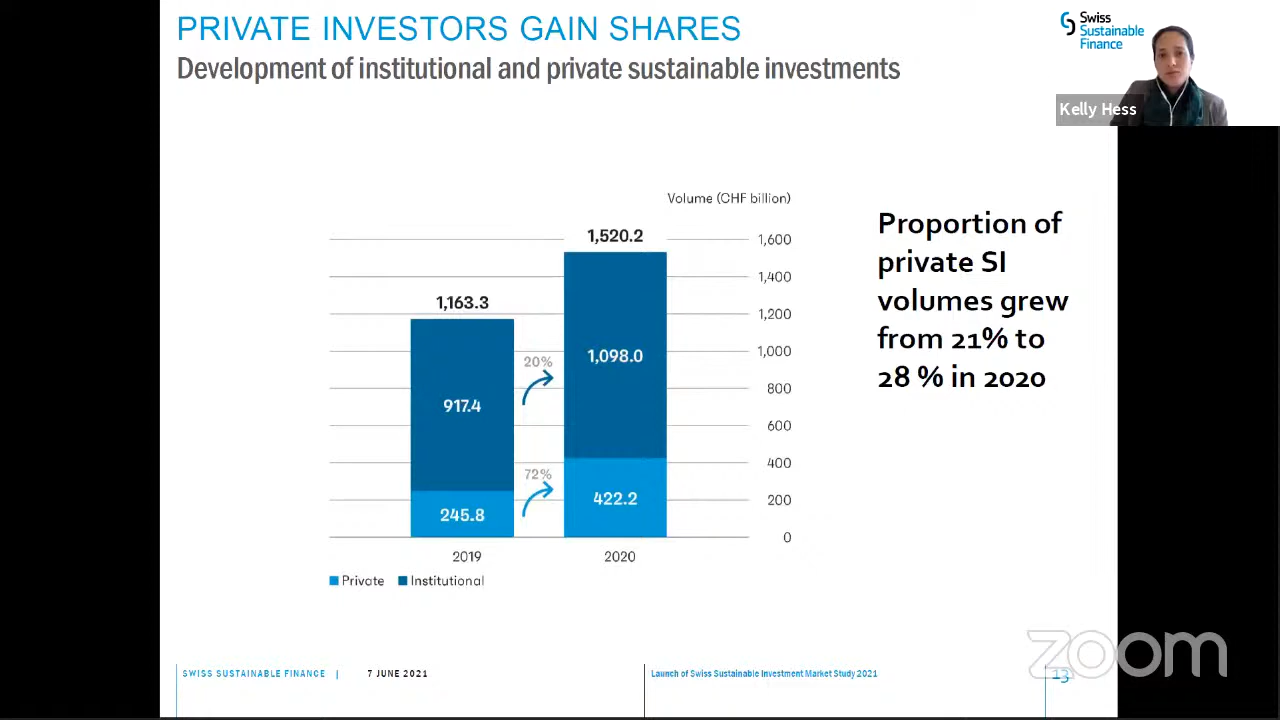 PRIVATE INVESTORS GAIN SHARES
Development of institutional and private sustainable investments
Swiss
Sustainable
Finance
Kelly Hess
Volume (CHF billion)
1,600
1,400
1,200
1,000
800
600
400
200
0
1,163.3
1,520.2
917.4
1,098.0
20%
72%
245.8
422.2
2019
2020
Private
Institutional
Proportion of
private SI
volumes grew
from 21% to
28 % in 2020
SWISS SUSTAINABLE FINANCE |
7 JUNE 2021
Launch of Swiss Sustainable Investment Market Study 2021
13
zoom